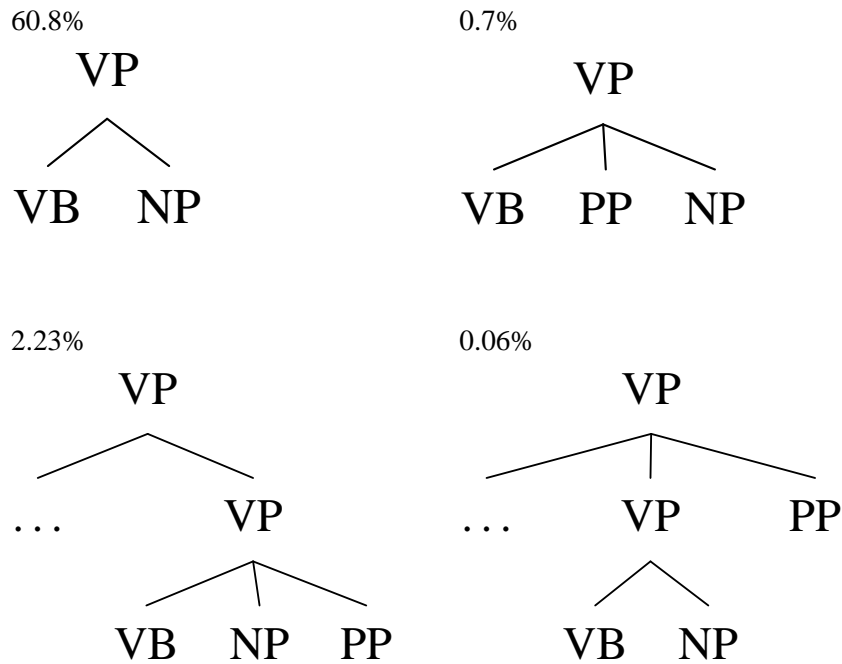 60.8% 0.7%
VP VP
VB NP VB PP NP
2.23% 0.06%
VP VP
. . . VP . . . VP PP
VB NP PP VB NP